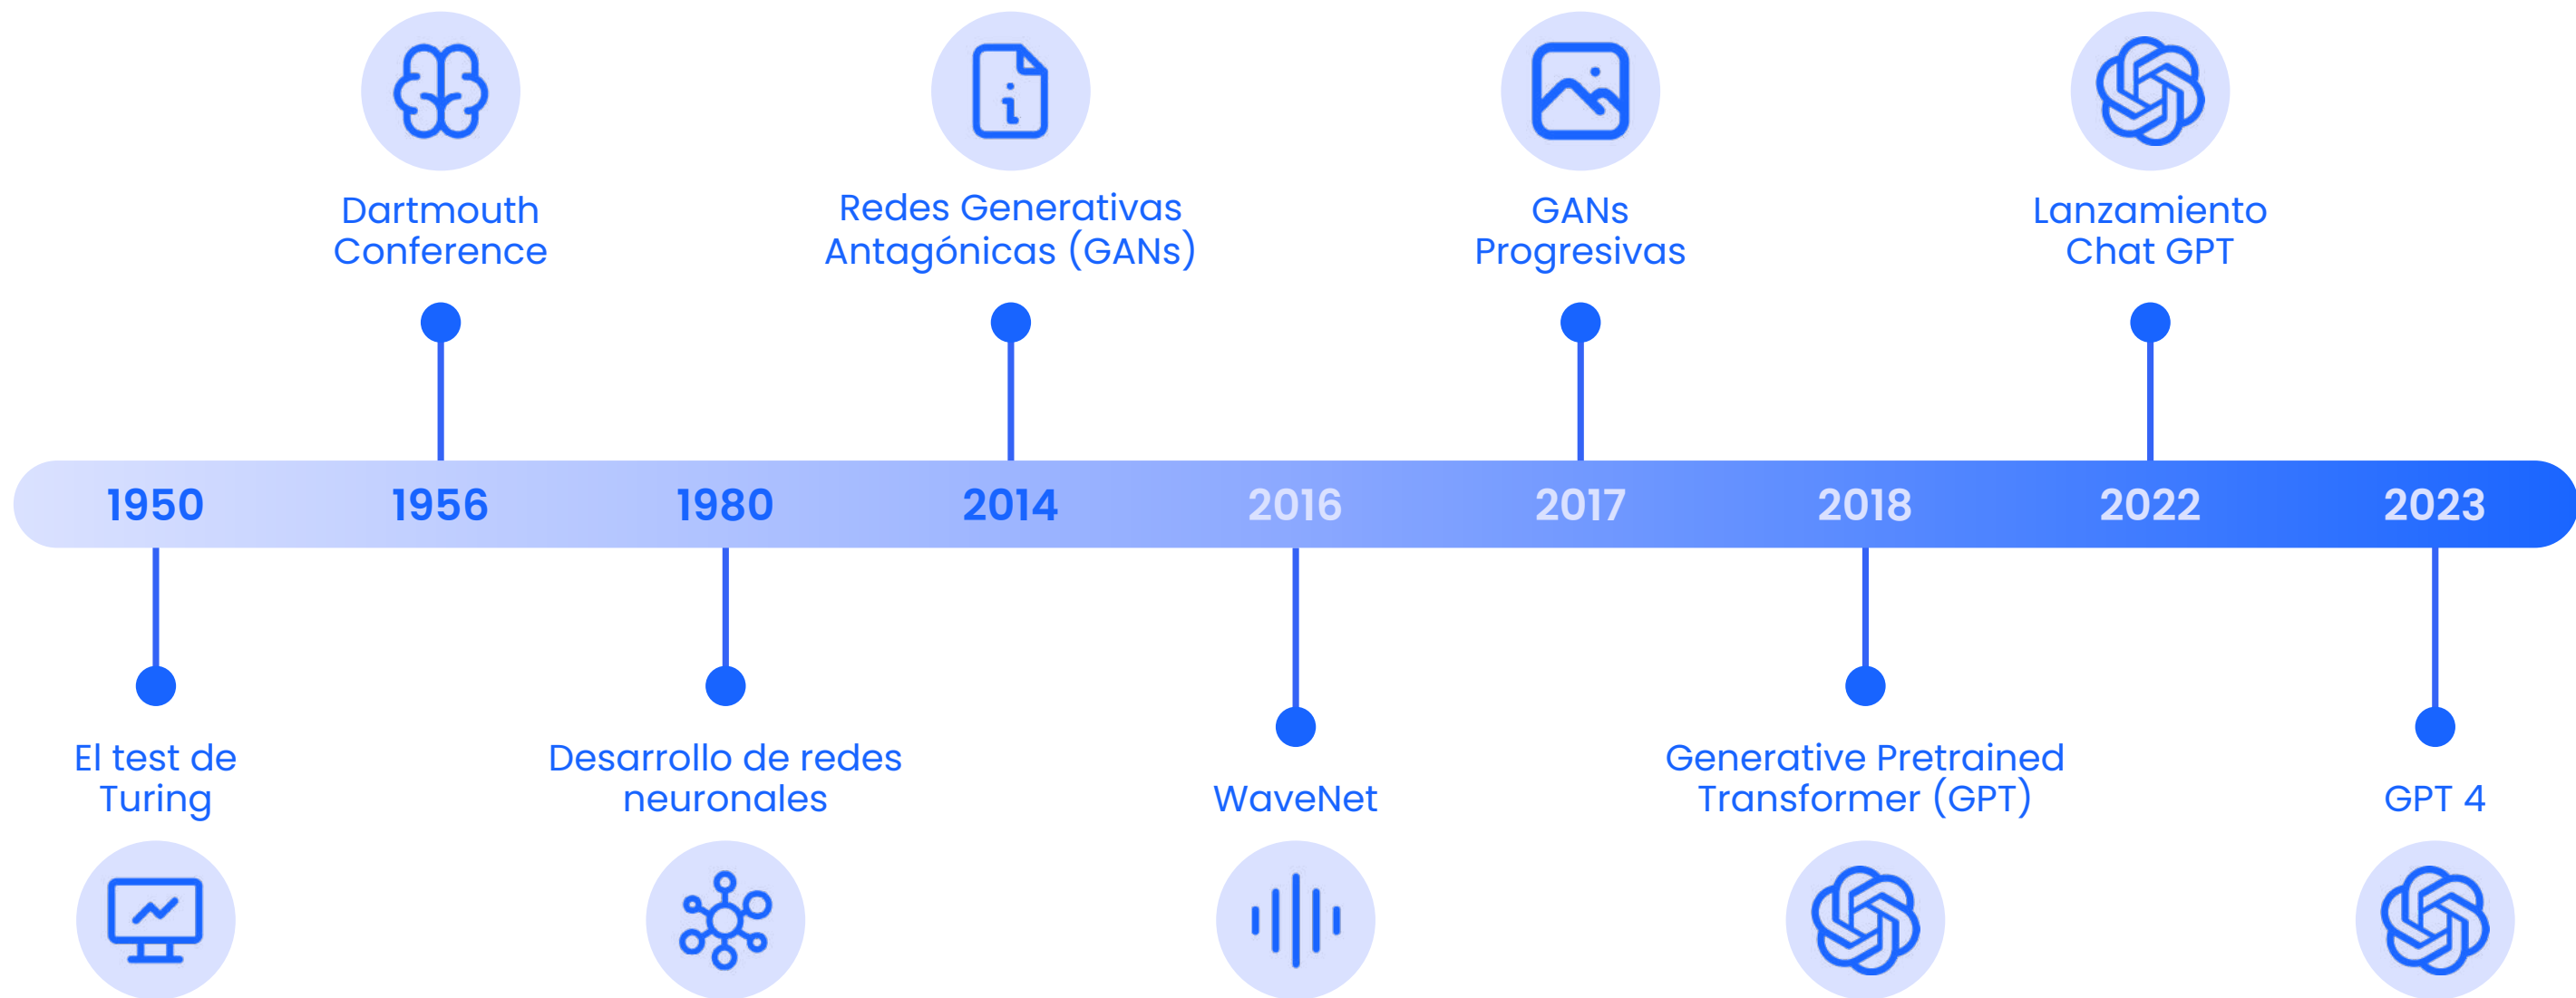 Dartmouth
Conference
Redes Generativas
Antagónicas (GANs)
GANs
Progresivas
Lanzamiento
Chat GPT
1950
1956
1980
2014
2016
2017
2018
2022
2023
El test de
Turing
Desarrollo de redes
neuronales
WaveNet
Generative Pretrained
Transformer (GPT)
GPT 4